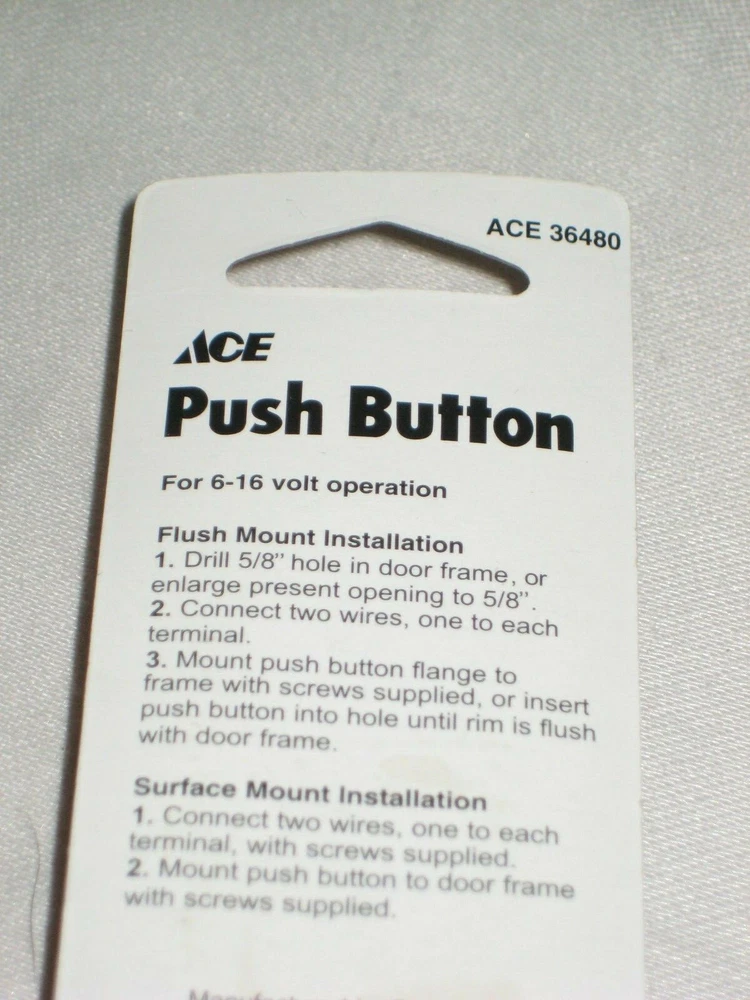 ACE 36480
ACE
Push Button
For 6-16 volt operation
Flush Mount Installation
1. Drill 5/8" hole in door frame, or
enlarge present opening to 5/8".
2. Connect two wires, one to each
terminal.
3. Mount push button flange to
frame with screws supplied, or insert
push button into hole until rim is flush
with door frame.
Surface Mount Installation
1. Connect two wires, one to each
terminal, with screws supplied.
2. Mount push button to door frame
with screws supplied.